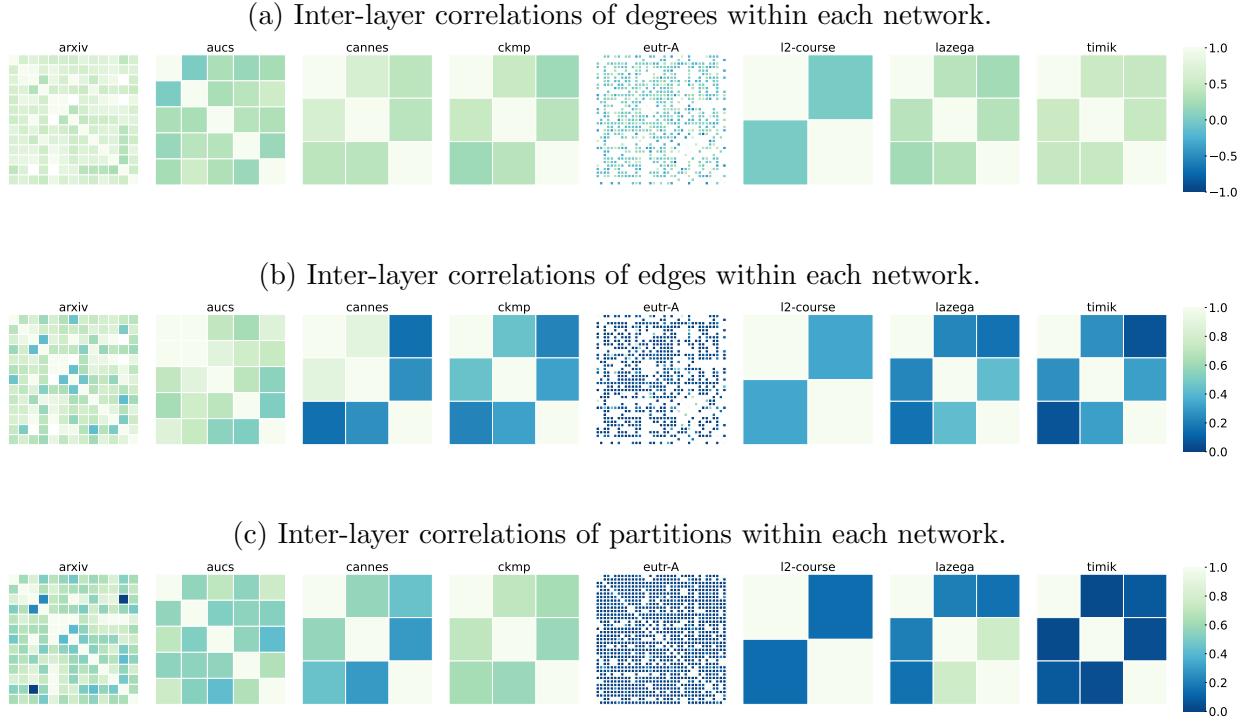 (a) Inter-layer correlations of degrees within each network.
arxiv aucs cannes ckmp eutr-A l2-course lazega timik
1.0
0.5
0.0
−0.5
−1.0
(b) Inter-layer correlations of edges within each network.
arxiv aucs cannes ckmp eutr-A l2-course lazega timik
1.0
0.8
0.6
0.4
0.2
0.0
(c) Inter-layer correlations of partitions within each network.
arxiv aucs cannes ckmp eutr-A l2-course lazega timik
1.0
0.8
0.6
0.4
0.2
0.0